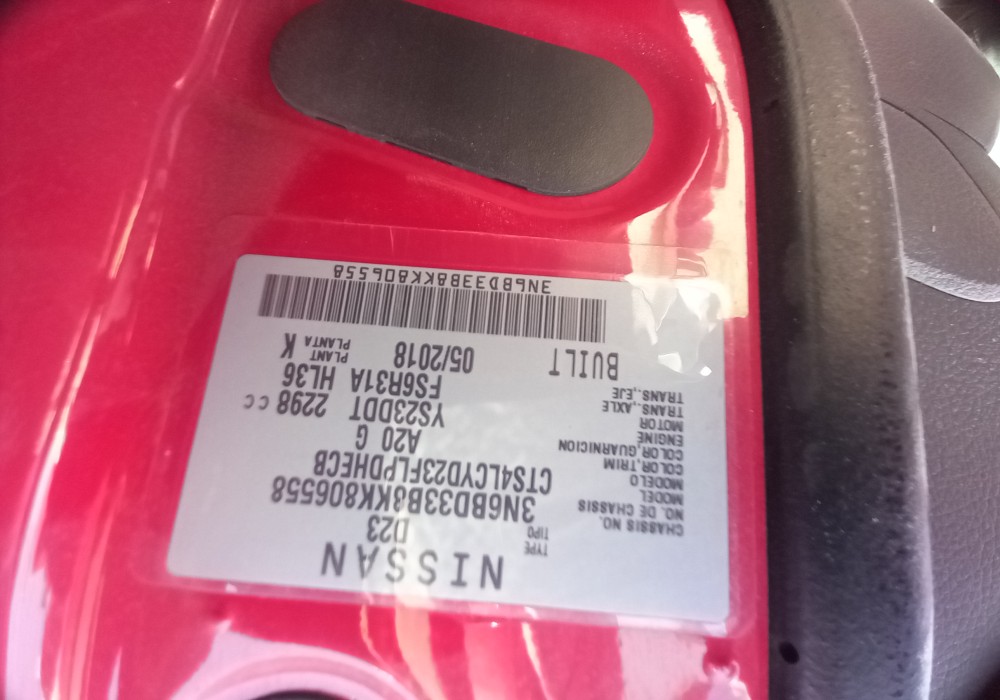 NISSAN
TYPE
TIPO D23
CHASSIS NO.
NO. DE CHASSIS 3N6BD33B8KK806558
MODEL
MODELO CTS4LCYD23FLPDHECB
COLOR,TRIM
COLOR,GUARNICION A20 G
ENGINE
MOTOR YS23DDT 2298 CC
TRANS.,AXLE
TRANS.,EJE FS6R31A HL36
BUILT 05/2018 PLANT
PLANTA K
3N6BD33B8KK806558